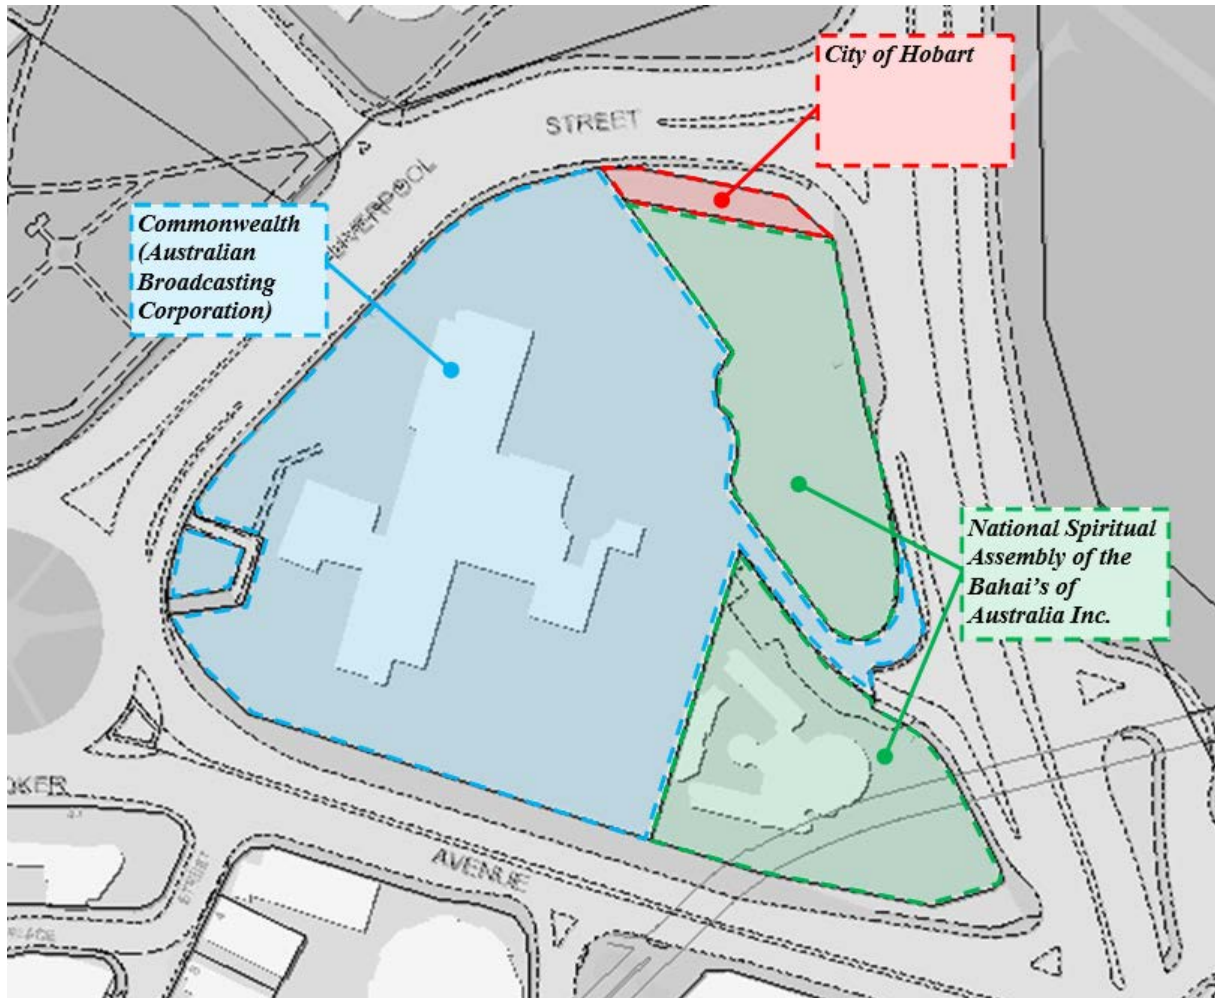 City of Hobart
STREET
LIVERPOOL
Commonwealth
(Australian
Broadcasting
Corporation)
National Spiritual
Assembly of the
Bahai’s of
Australia Inc.
OKER
AVENUE